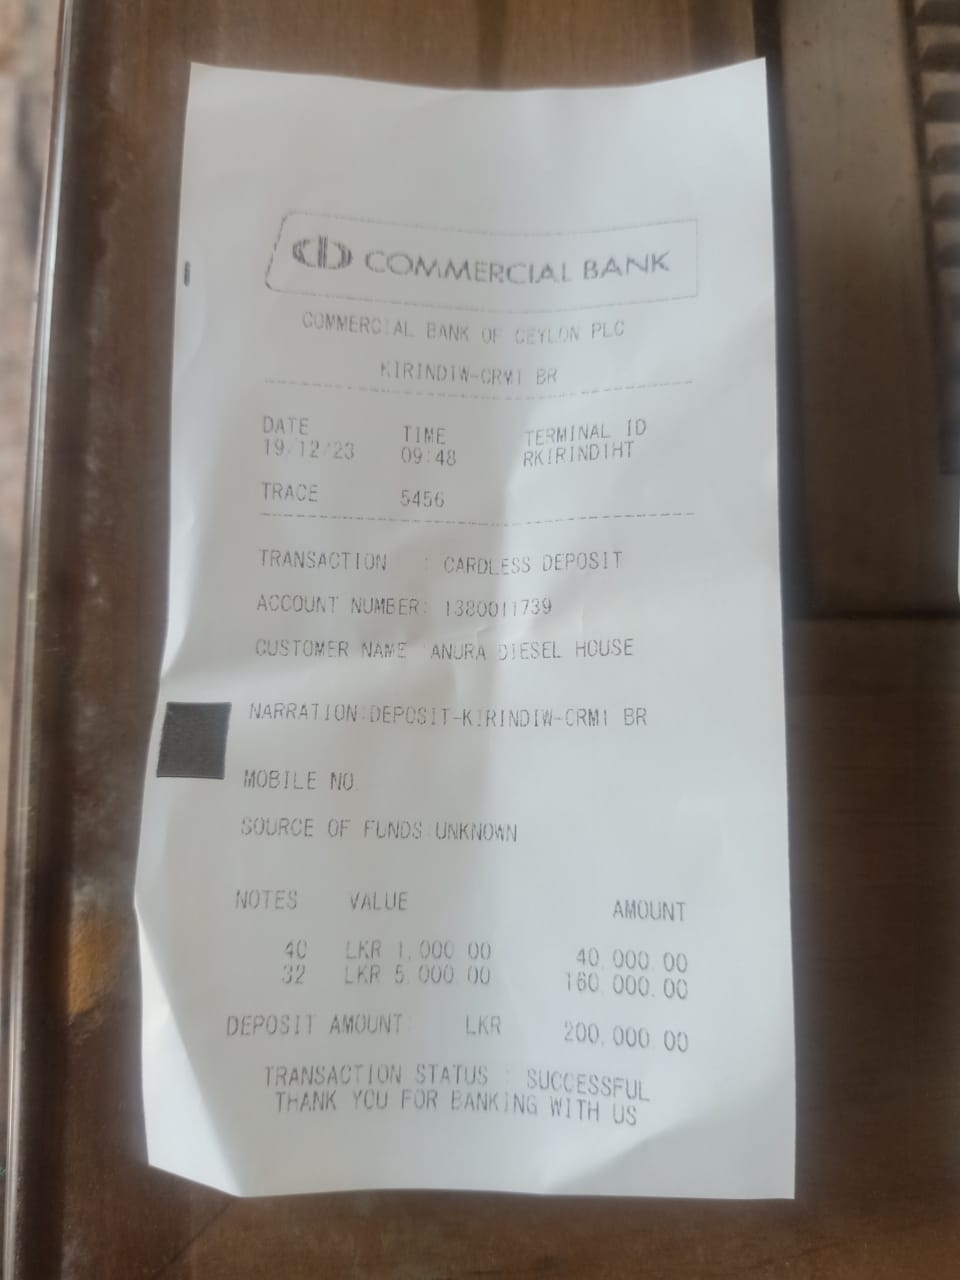 COMMERCIAL BANK
COMMERCIAL BANK OF CEYLON PLC
KIRINDIW-CRM1 BR
DATE TIME TERMINAL ID
19/12/23 09:48 RKIRINDIHT
TRACE 5456
TRANSACTION : CARDLESS DEPOSIT
ACCOUNT NUMBER: 1380011739
CUSTOMER NAME :ANURA DIESEL HOUSE
NARRATION:DEPOSIT-KIRINDIW-CRM1 BR
MOBILE NO.
SOURCE OF FUNDS:UNKNOWN
NOTES VALUE AMOUNT
40 LKR 1,000.00 40,000.00
32 LKR 5,000.00 160,000.00
DEPOSIT AMOUNT: LKR 200,000.00
TRANSACTION STATUS : SUCCESSFUL
THANK YOU FOR BANKING WITH US